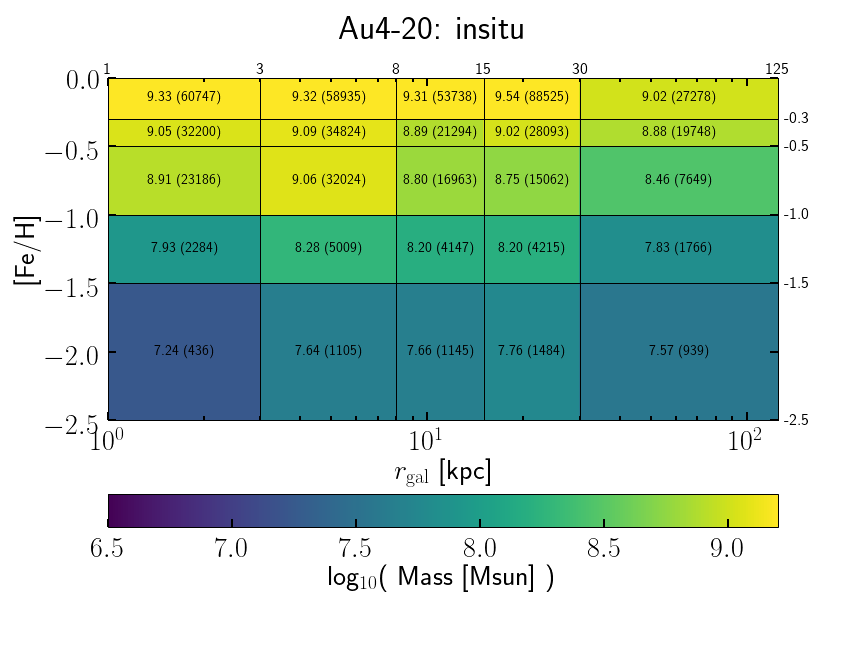 Au4-20: insitu
1 3 8 15 30 125
0.0 9.33 (60747) 9.32 (58935) 9.31 (53738) 9.54 (88525) 9.02 (27278)
-0.3
9.05 (32200) 9.09 (34824) 8.89 (21294) 9.02 (28093) 8.88 (19748)
−0.5 -0.5
8.91 (23186) 9.06 (32024) 8.80 (16963) 8.75 (15062) 8.46 (7649)
−1.0 -1.0
[Fe/H]
7.93 (2284) 8.28 (5009) 8.20 (4147) 8.20 (4215) 7.83 (1766)
−1.5 -1.5
−2.0 7.24 (436) 7.64 (1105) 7.66 (1145) 7.76 (1484) 7.57 (939)
−2.5 -2.5
10⁰ 10¹ 10²
r_gal [kpc]
6.5 7.0 7.5 8.0 8.5 9.0
log₁₀( Mass [Msun] )